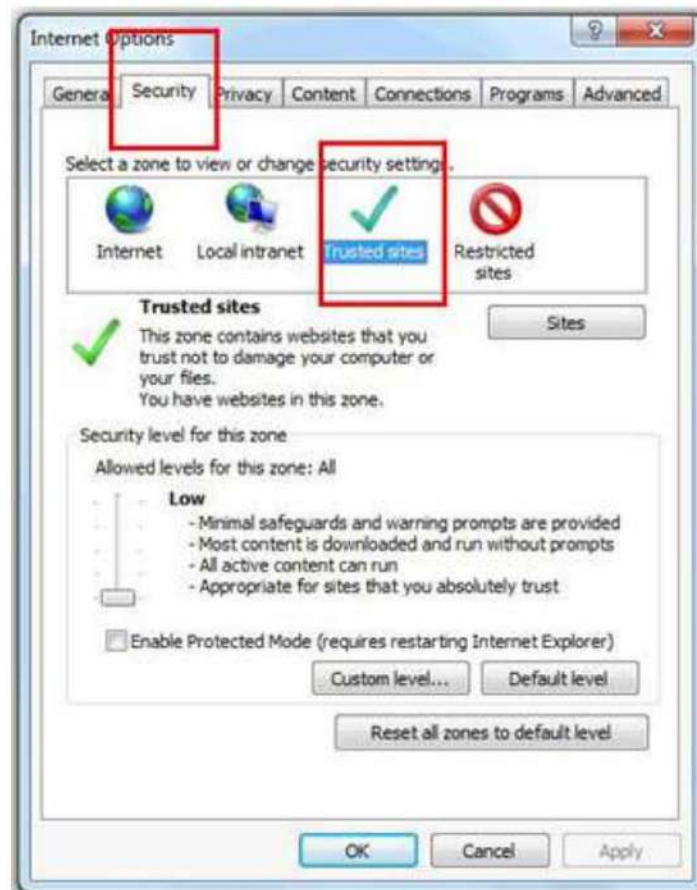 Internet Options
General Security Privacy Content Connections Programs Advanced
Select a zone to view or change security settings.
Internet Local intranet Trusted sites Restricted sites
Trusted sites
Sites
This zone contains websites that you
trust not to damage your computer or
your files.
You have websites in this zone.
Security level for this zone
Allowed levels for this zone: All
Low
- Minimal safeguards and warning prompts are provided
- Most content is downloaded and run without prompts
- All active content can run
- Appropriate for sites that you absolutely trust
Enable Protected Mode (requires restarting Internet Explorer)
Custom level... Default level
Reset all zones to default level
OK Cancel Apply